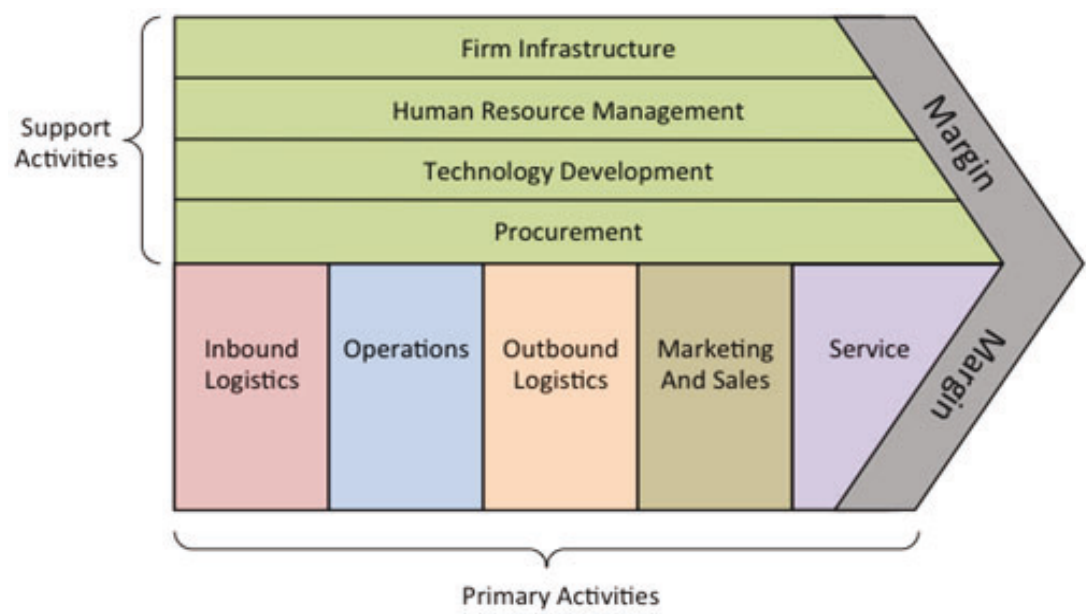 Support
Activities
Firm Infrastructure
Human Resource Management
Technology Development
Procurement
Margin
Inbound
Logistics
Operations
Outbound
Logistics
Marketing
And Sales
Service
Margin
Primary Activities